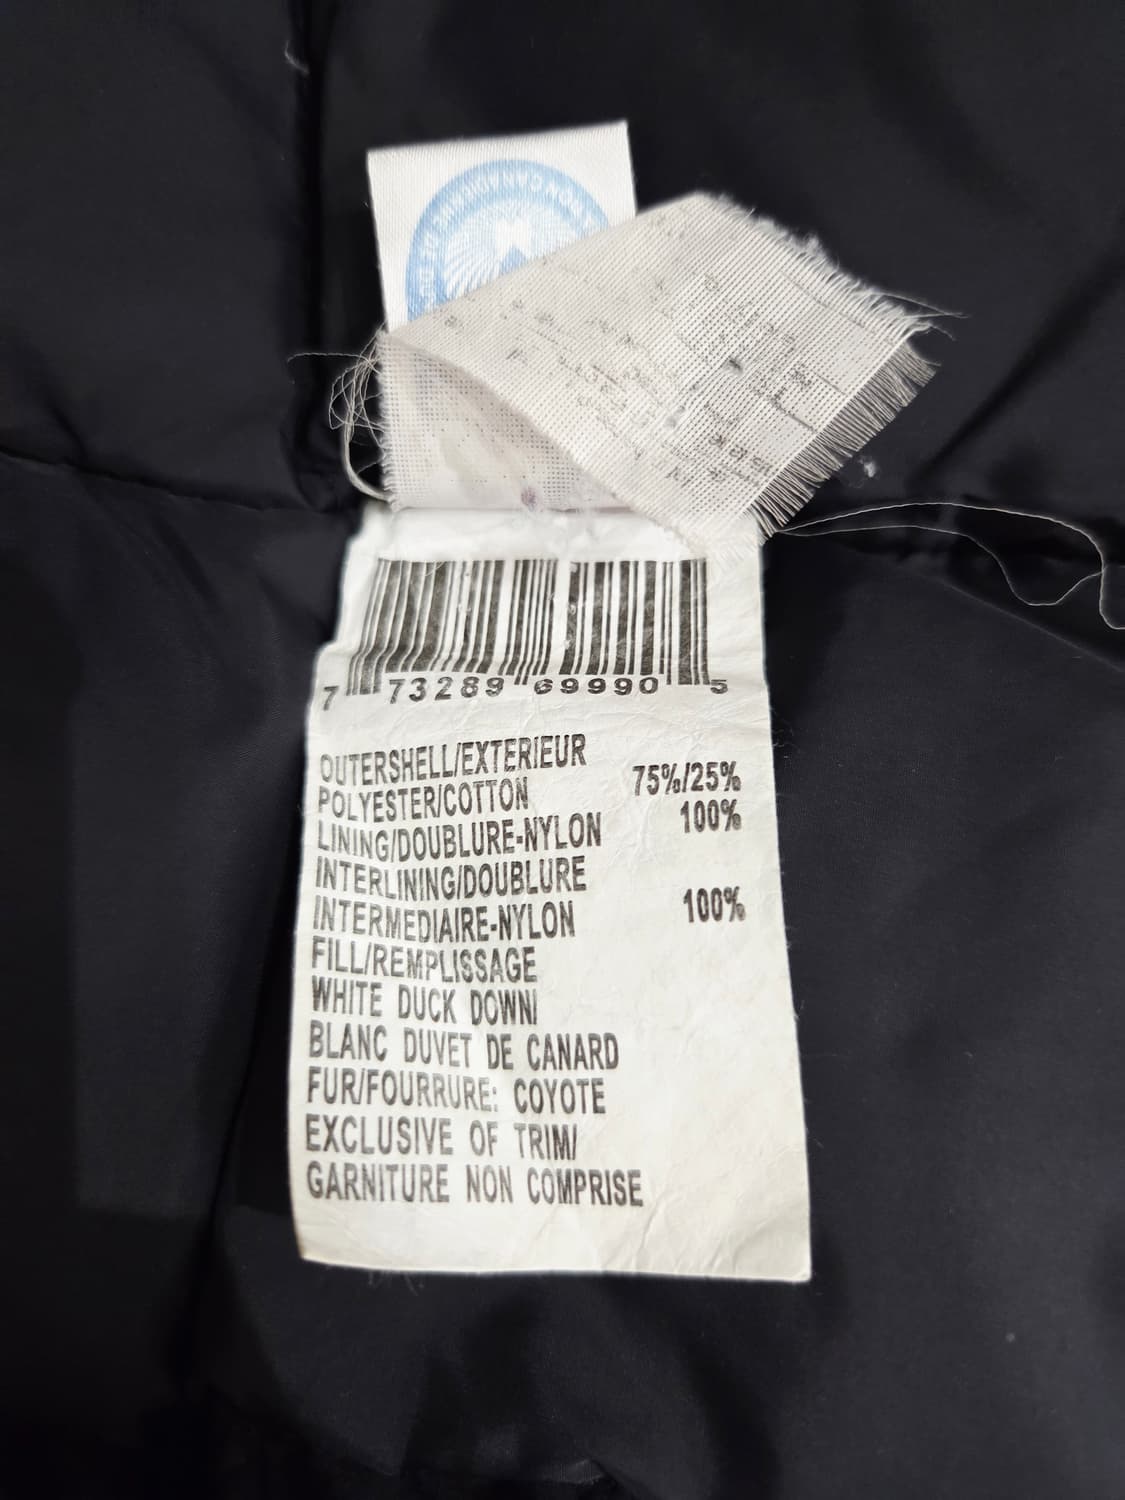 7 73289 69990 5
OUTERSHELL/EXTERIEUR
POLYESTER/COTTON 75%/25%
LINING/DOUBLURE-NYLON 100%
INTERLINING/DOUBLURE
INTERMEDIAIRE-NYLON 100%
FILL/REMPLISSAGE
WHITE DUCK DOWN/
BLANC DUVET DE CANARD
FUR/FOURRURE: COYOTE
EXCLUSIVE OF TRIM/
GARNITURE NON COMPRISE